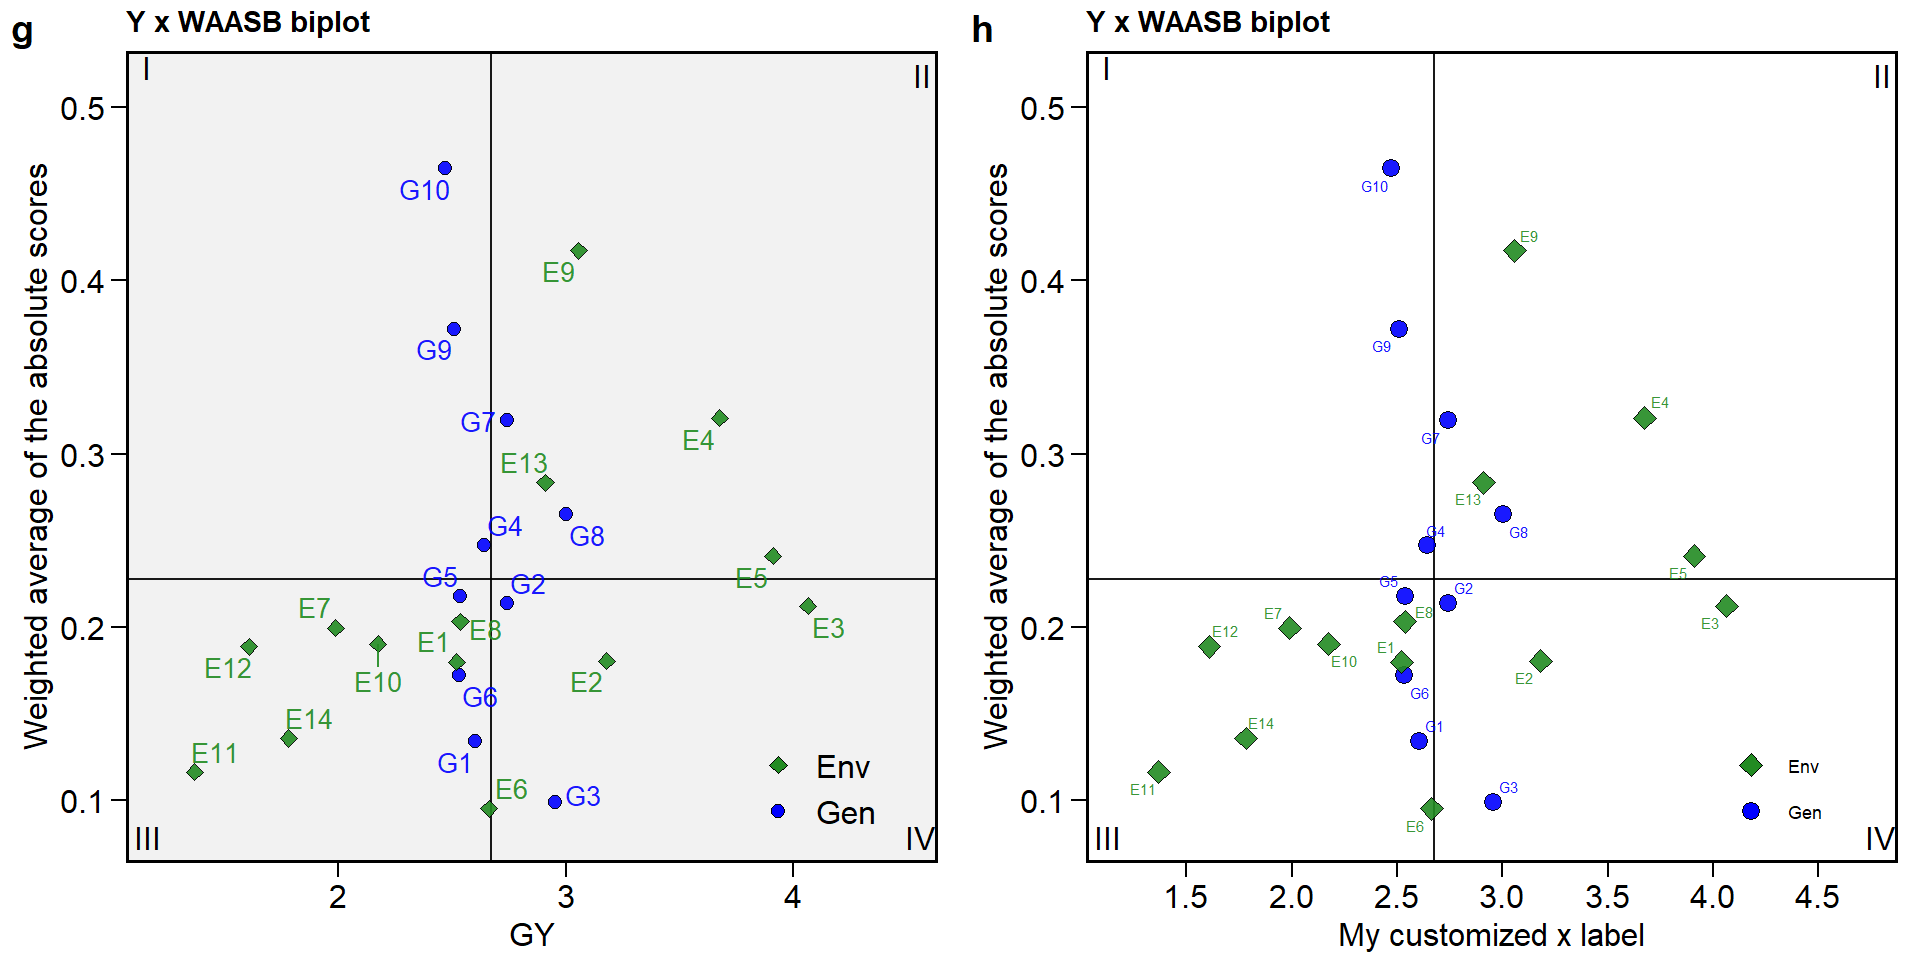 g
Y x WAASB biplot
I
II
0.5
0.4
0.3
0.2
0.1
Weighted average of the absolute scores
G10
E9
G9
G7
E4
E13
G8
G4
E5
G5
G2
E7
E3
E8
E1
E12
E10
E2
G6
E14
G1
E11
E6
G3
Env
Gen
III
IV
2
3
4
GY
h
Y x WAASB biplot
I
II
0.5
0.4
0.3
0.2
0.1
Weighted average of the absolute scores
G10
E9
G9
E4
G7
E13
G8
G4
E5
G5
G2
E7
E8
E3
E12
E1
E10
E2
G6
E14
G1
E11
G3
E6
Env
Gen
III
IV
1.5
2.0
2.5
3.0
3.5
4.0
4.5
My customized x label